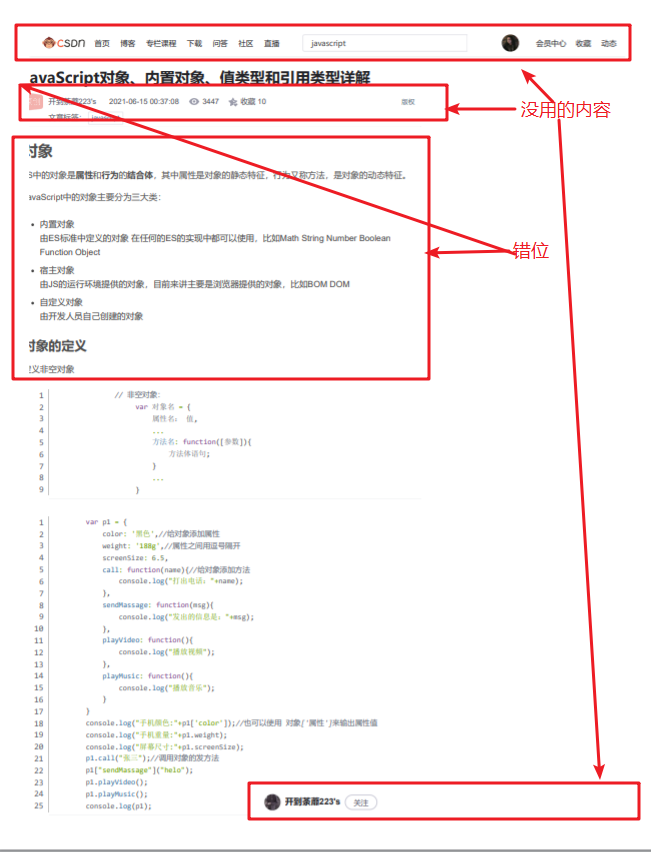 CSDN 首页 博客 专栏课程 下载 问答 社区 直播 javascript 会员中心 收藏 动态
avaScript对象、内置对象、值类型和引用类型详解
开到荼蘼223's 2021-06-15 00:37:08 3447 收藏 10 版权
文章标签: javascript
没用的内容
对象
S中的对象是属性和行为的结合体，其中属性是对象的静态特征，行为又称方法，是对象的动态特征。
avaScript中的对象主要分为三大类：
错位
• 内置对象
由ES标准中定义的对象 在任何的ES的实现中都可以使用，比如Math String Number Boolean
Function Object
• 宿主对象
由JS的运行环境提供的对象，目前来讲主要是浏览器提供的对象，比如BOM DOM
• 自定义对象
由开发人员自己创建的对象
对象的定义
定义非空对象
1 // 非空对象:
2 var 对象名 = {
3 属性名: 值,
4 ...
5 方法名: function([参数]){
6 方法体语句;
7 }
8 ...
9 }
1 var p1 = {
2 color: '黑色',//给对象添加属性
3 weight: '188g',//属性之间用逗号隔开
4 screenSize: 6.5,
5 call: function(name){//给对象添加方法
6 console.log("打出电话: "+name);
7 },
8 sendMassage: function(msg){
9 console.log("发出的信息是: "+msg);
10 },
11 playVideo: function(){
12 console.log("播放视频");
13 },
14 playMusic: function(){
15 console.log("播放音乐");
16 }
17 }
18 console.log("手机颜色:"+p1['color']);//也可以使用 对象['属性']来输出属性值
19 console.log("手机重量:"+p1.weight);
20 console.log("屏幕尺寸:"+p1.screenSize);
21 p1.call("张三");//调用对象的发方法
22 p1["sendMassage"]("helo");
23 p1.playVideo();
24 p1.playMusic();
25 console.log(p1);
开到荼蘼223's 关注